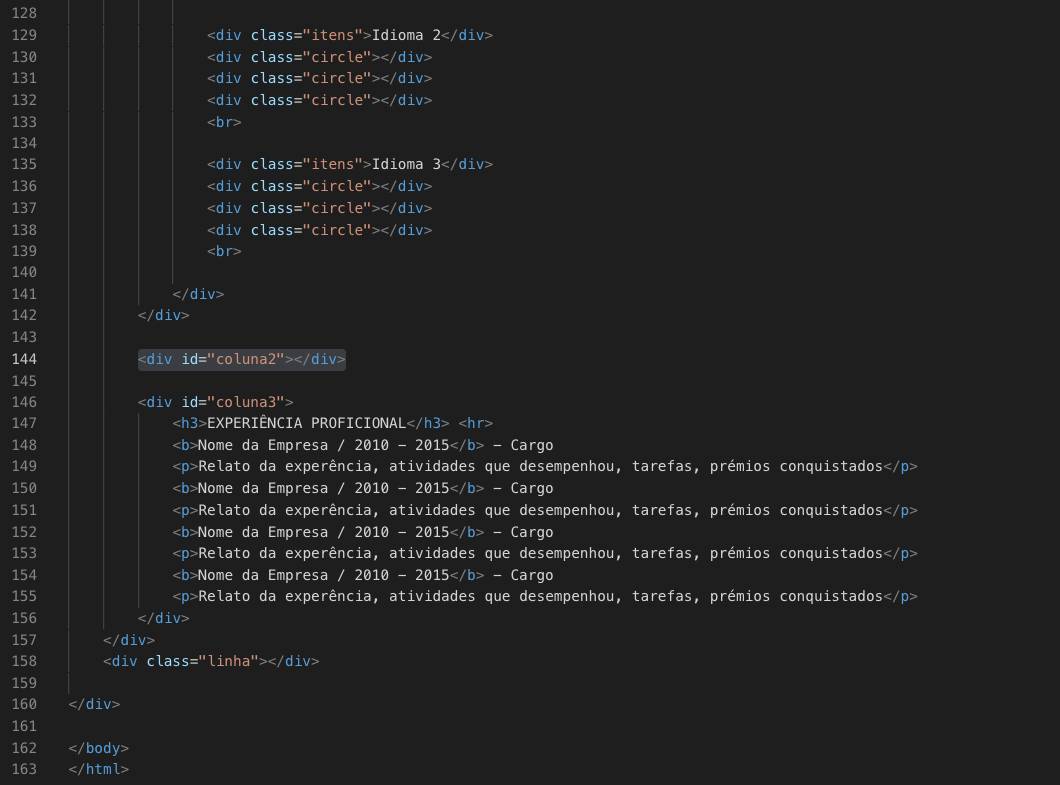 128
129 <div class="itens">Idioma 2</div>
130 <div class="circle"></div>
131 <div class="circle"></div>
132 <div class="circle"></div>
133 <br>
134
135 <div class="itens">Idioma 3</div>
136 <div class="circle"></div>
137 <div class="circle"></div>
138 <div class="circle"></div>
139 <br>
140
141 </div>
142 </div>
143
144 <div id="coluna2"></div>
145
146 <div id="coluna3">
147 <h3>EXPERIÊNCIA PROFICIONAL</h3> <hr>
148 <b>Nome da Empresa / 2010 – 2015</b> – Cargo
149 <p>Relato da experência, atividades que desempenhou, tarefas, prémios conquistados</p>
150 <b>Nome da Empresa / 2010 – 2015</b> – Cargo
151 <p>Relato da experência, atividades que desempenhou, tarefas, prémios conquistados</p>
152 <b>Nome da Empresa / 2010 – 2015</b> – Cargo
153 <p>Relato da experência, atividades que desempenhou, tarefas, prémios conquistados</p>
154 <b>Nome da Empresa / 2010 – 2015</b> – Cargo
155 <p>Relato da experência, atividades que desempenhou, tarefas, prémios conquistados</p>
156 </div>
157 </div>
158 <div class="linha"></div>
159
160 </div>
161
162 </body>
163 </html>